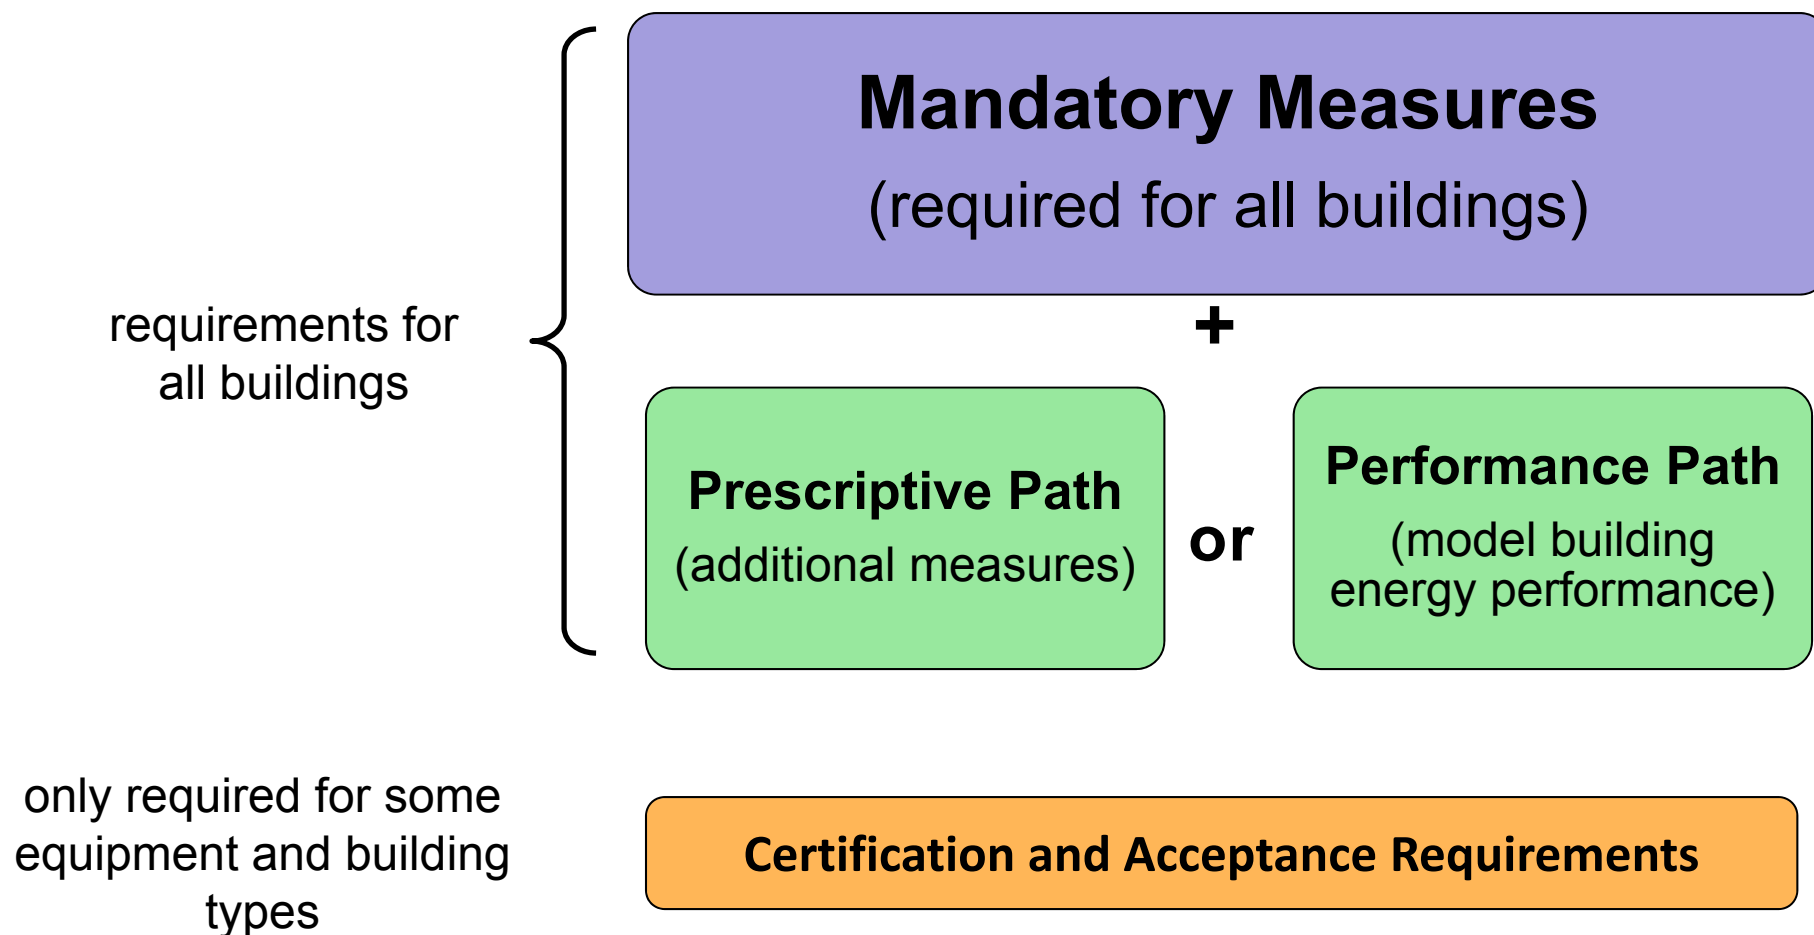 Mandatory Measures
(required for all buildings)
requirements for
all buildings
+
Prescriptive Path
(additional measures)
or
Performance Path
(model building
energy performance)
only required for some
equipment and building
types
Certification and Acceptance Requirements